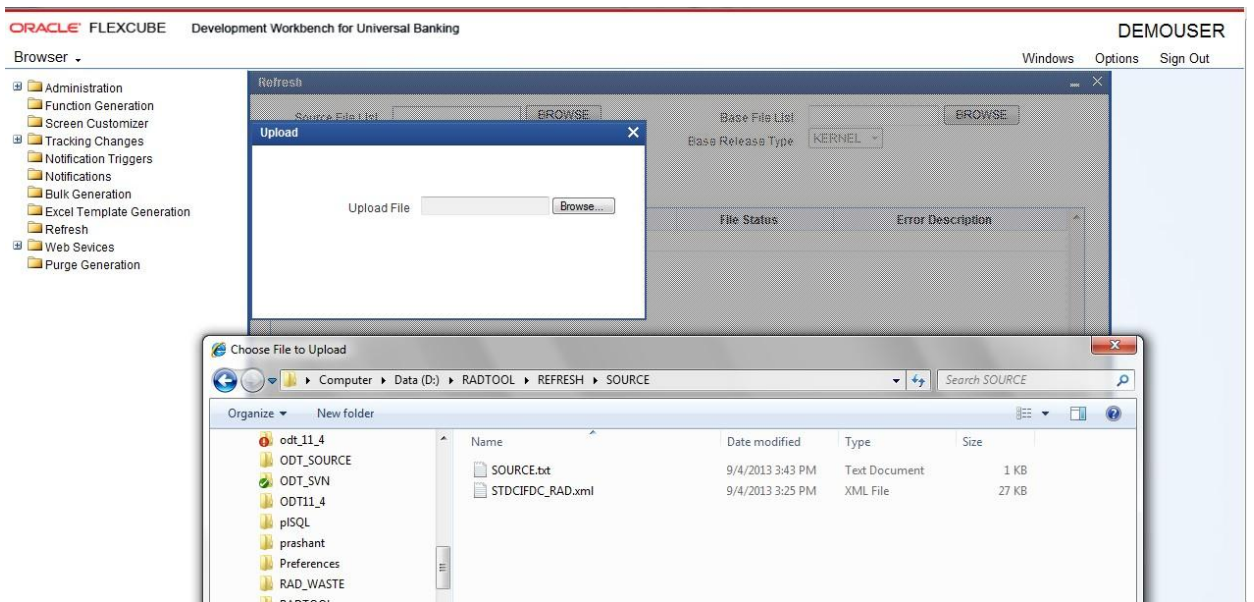 ORACLE FLEXCUBE Development Workbench for Universal Banking DEMOUSER
Browser Windows Options Sign Out
Administration
Function Generation
Screen Customizer
Tracking Changes
Notification Triggers
Notifications
Bulk Generation
Excel Template Generation
Refresh
Web Sevices
Purge Generation
Refresh
Source File List BROWSE Base File List BROWSE
Base Release Type KERNEL
Upload
Upload File Browse...
File Status Error Description
Choose File to Upload
Computer Data (D:) RADTOOL REFRESH SOURCE Search SOURCE
Organize New folder
odt_11_4
ODT_SOURCE
ODT_SVN
ODT11_4
plSQL
prashant
Preferences
RAD_WASTE
RADTOOL
Name Date modified Type Size
SOURCE.txt 9/4/2013 3:43 PM Text Document 1 KB
STDCIFDC_RAD.xml 9/4/2013 3:25 PM XML File 27 KB